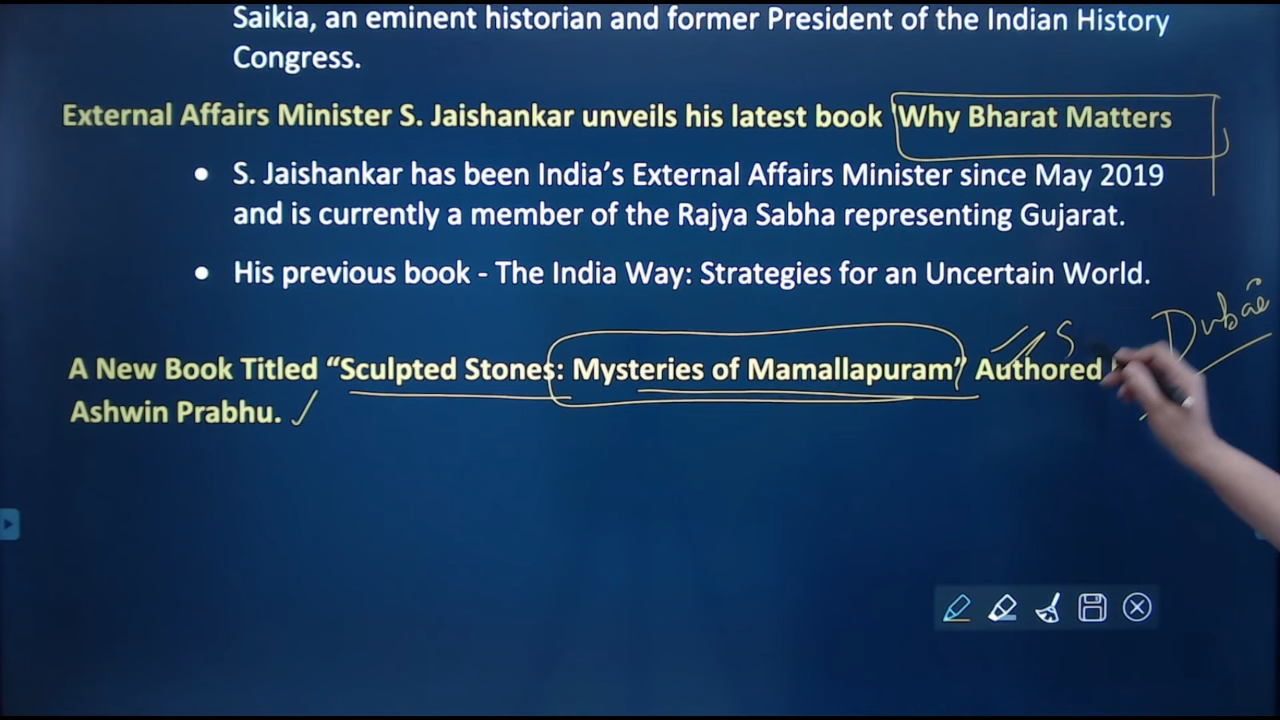 Saikia, an eminent historian and former President of the Indian History
Congress.
External Affairs Minister S. Jaishankar unveils his latest book 'Why Bharat Matters
• S. Jaishankar has been India's External Affairs Minister since May 2019
and is currently a member of the Rajya Sabha representing Gujarat.
• His previous book - The India Way: Strategies for an Uncertain World.
Dubai
S
A New Book Titled “Sculpted Stones: Mysteries of Mamallapuram” Authored
Ashwin Prabhu.